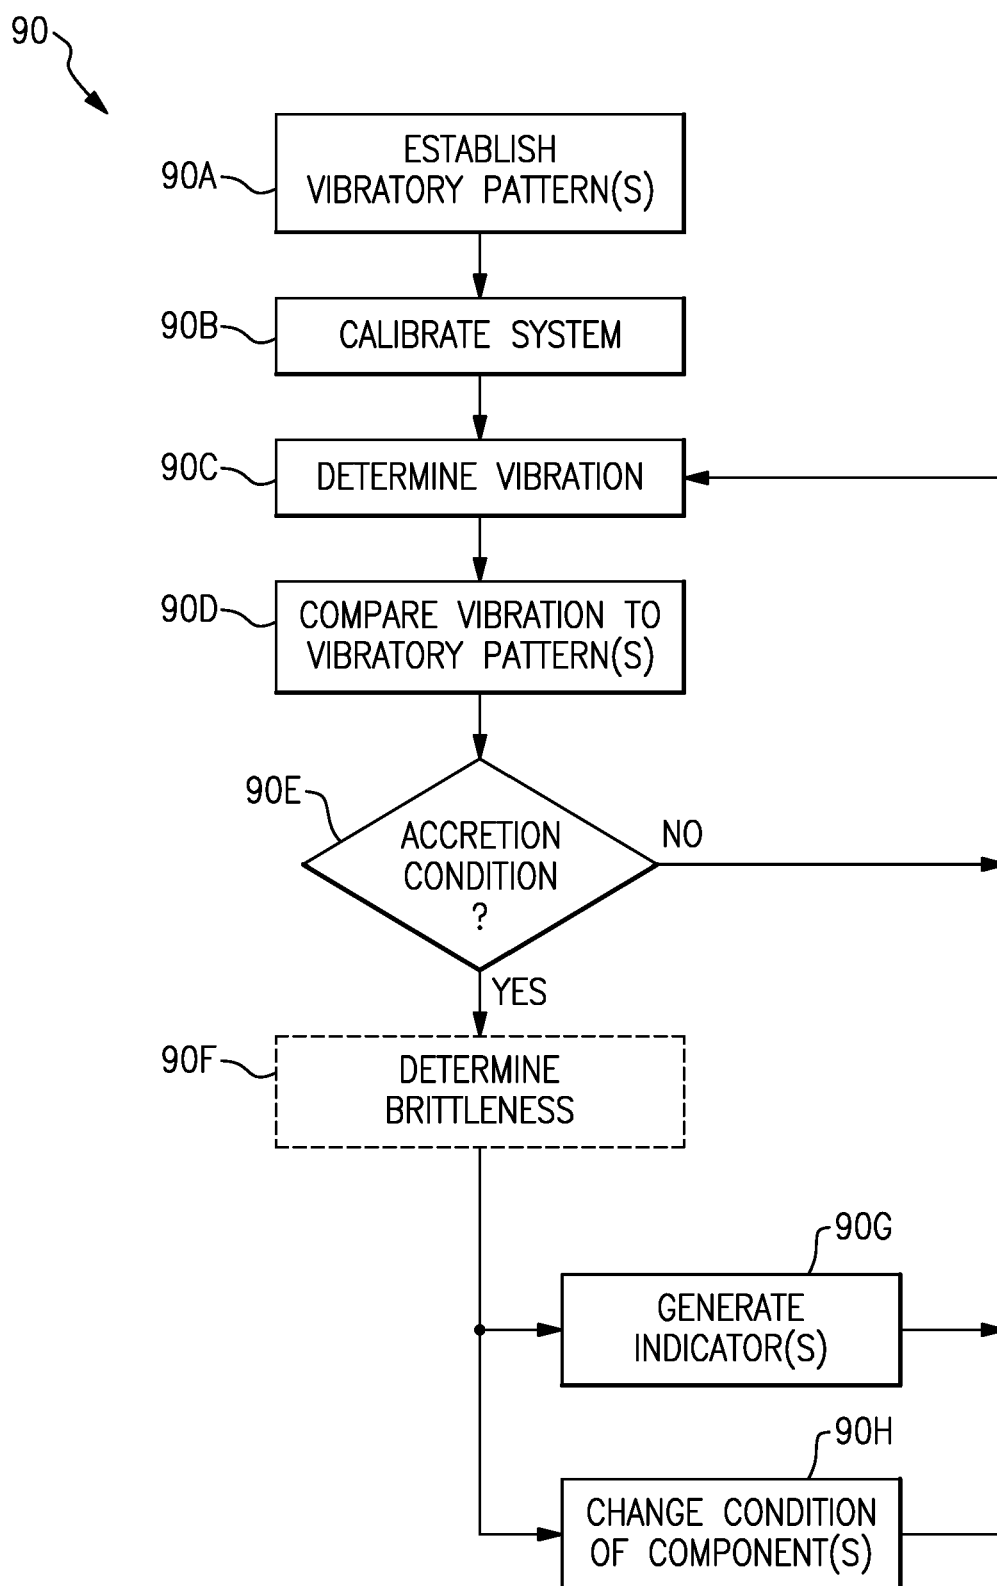 90
ESTABLISH
VIBRATORY PATTERN(S)
90A
CALIBRATE SYSTEM
90B
DETERMINE VIBRATION
90C
COMPARE VIBRATION TO
VIBRATORY PATTERN(S)
90D
90E
ACCRETION
CONDITION
?
NO
YES
90F
DETERMINE
BRITTLENESS
90G
GENERATE
INDICATOR(S)
90H
CHANGE CONDITION
OF COMPONENT(S)